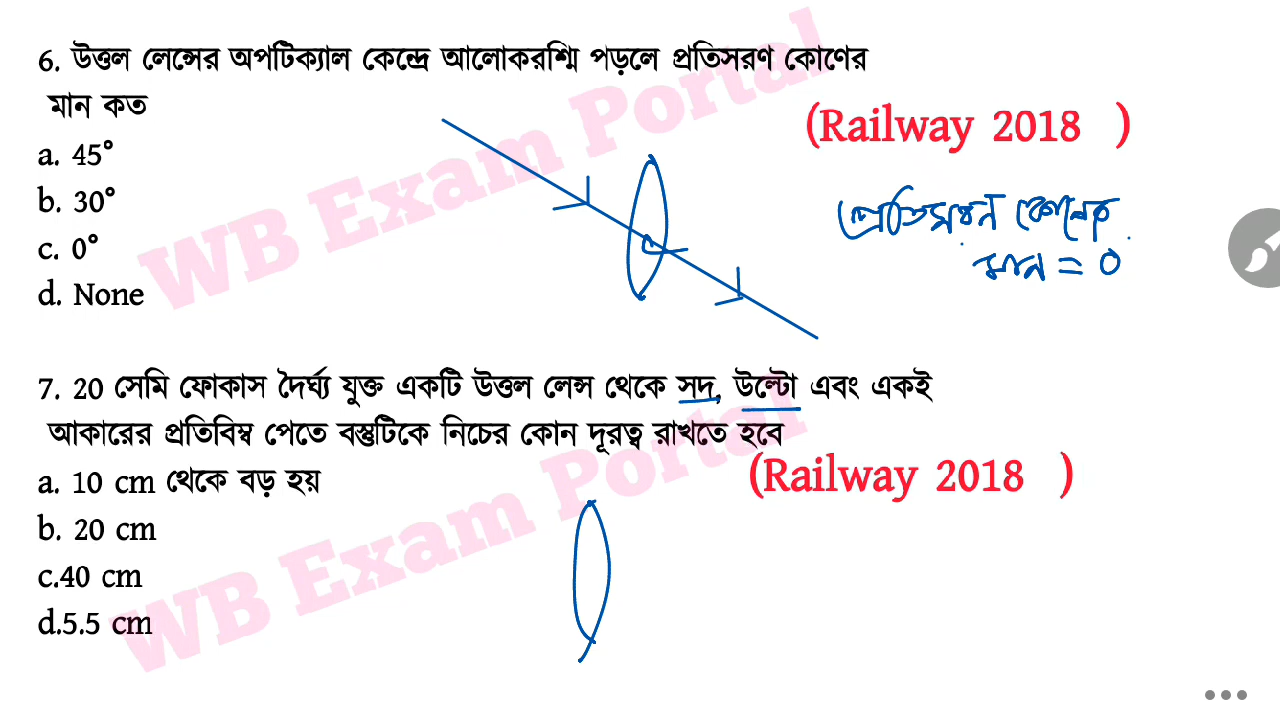 6. উত্তল লেন্সের অপটিক্যাল কেন্দ্রে আলোকরশ্মি পড়লে প্রতিসরণ কোণের
মান কত
(Railway 2018 )
a. 45°
b. 30°
c. 0°
d. None
প্রতিসরন কোনের
মান = 0
7. 20 সেমি ফোকাস দৈর্ঘ্য যুক্ত একটি উত্তল লেন্স থেকে সদ, উল্টো এবং একই
আকারের প্রতিবিম্ব পেতে বস্তুটিকে নিচের কোন দূরত্ব রাখতে হবে
(Railway 2018 )
a. 10 cm থেকে বড় হয়
b. 20 cm
c.40 cm
d.5.5 cm
WB Exam Portal
WB Exam Portal